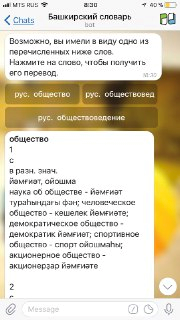 MTS RUS
8:30
40 %
Chats
Башкирский словарь
bot
Возможно, вы имели в виду одно из
перечисленных ниже слов.
Нажмите на слово, чтобы получить
его перевод.
рус. общество
рус. обществовед
рус. обществоведение
общество
1
с
в разн. знач.
йәмғиәт, ойошма
наука об обществе - йәмғиәт
тураһындағы фән; человеческое
общество - кешелек йәмғиәте;
демократическое общество -
демократик йәмғиәт; спортивное
общество - спорт ойошмаһы;
акционерное общество -
акционерҙар йәмғиәте
2
с
Message